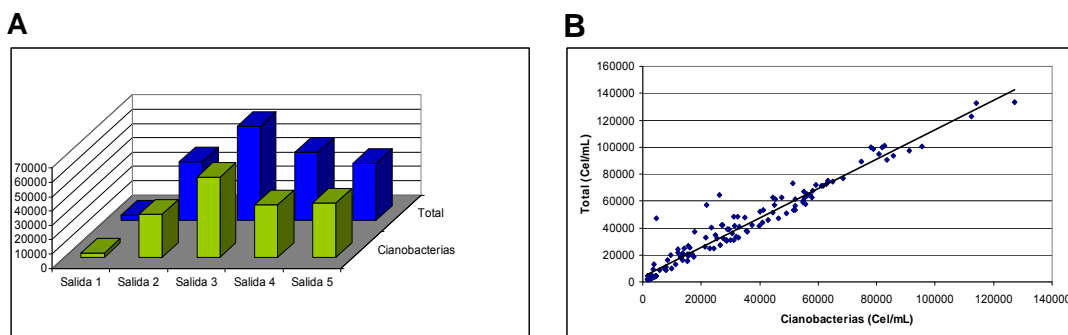 A
B
70000
60000
50000
40000
30000
20000
10000
0
Salida 1 Salida 2 Salida 3 Salida 4 Salida 5
Total
Cianobacterias
160000
140000
120000
100000
80000
60000
40000
20000
0
0 20000 40000 60000 80000 100000 120000 140000
Total (Cel/mL)
Cianobacterias (Cel/mL)